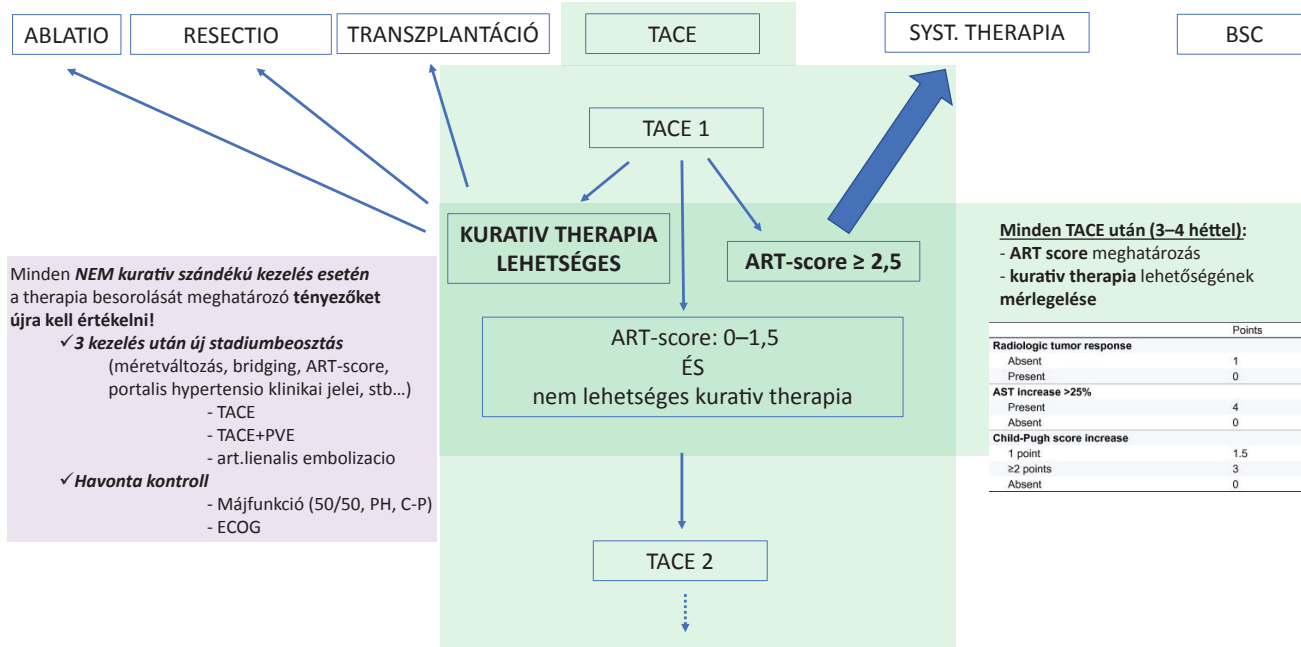 ABLATIO
RESECTIO
TRANSZPLANTÁCIÓ
TACE
SYST. THERAPIA
BSC
TACE 1
KURATIV THERAPIA
LEHETSÉGES
ART-score ≥ 2,5
ART-score: 0–1,5
ÉS
nem lehetséges kurativ therapia
TACE 2
Minden NEM kurativ szándékú kezelés esetén
a therapia besorolását meghatározó tényezőket
újra kell értékelni!
✓ 3 kezelés után új stadiumbeosztás
(méretváltozás, bridging, ART-score,
portalis hypertensio klinikai jelei, stb...)
- TACE
- TACE+PVE
- art.lienalis embolizacio
✓ Havonta kontroll
- Májfunkció (50/50, PH, C-P)
- ECOG
Minden TACE után (3–4 héttel):
- ART score meghatározás
- kurativ therapia lehetőségének
mérlegelése
Points
Radiologic tumor response
Absent 1
Present 0
AST increase >25%
Present 4
Absent 0
Child-Pugh score increase
1 point 1.5
≥2 points 3
Absent 0